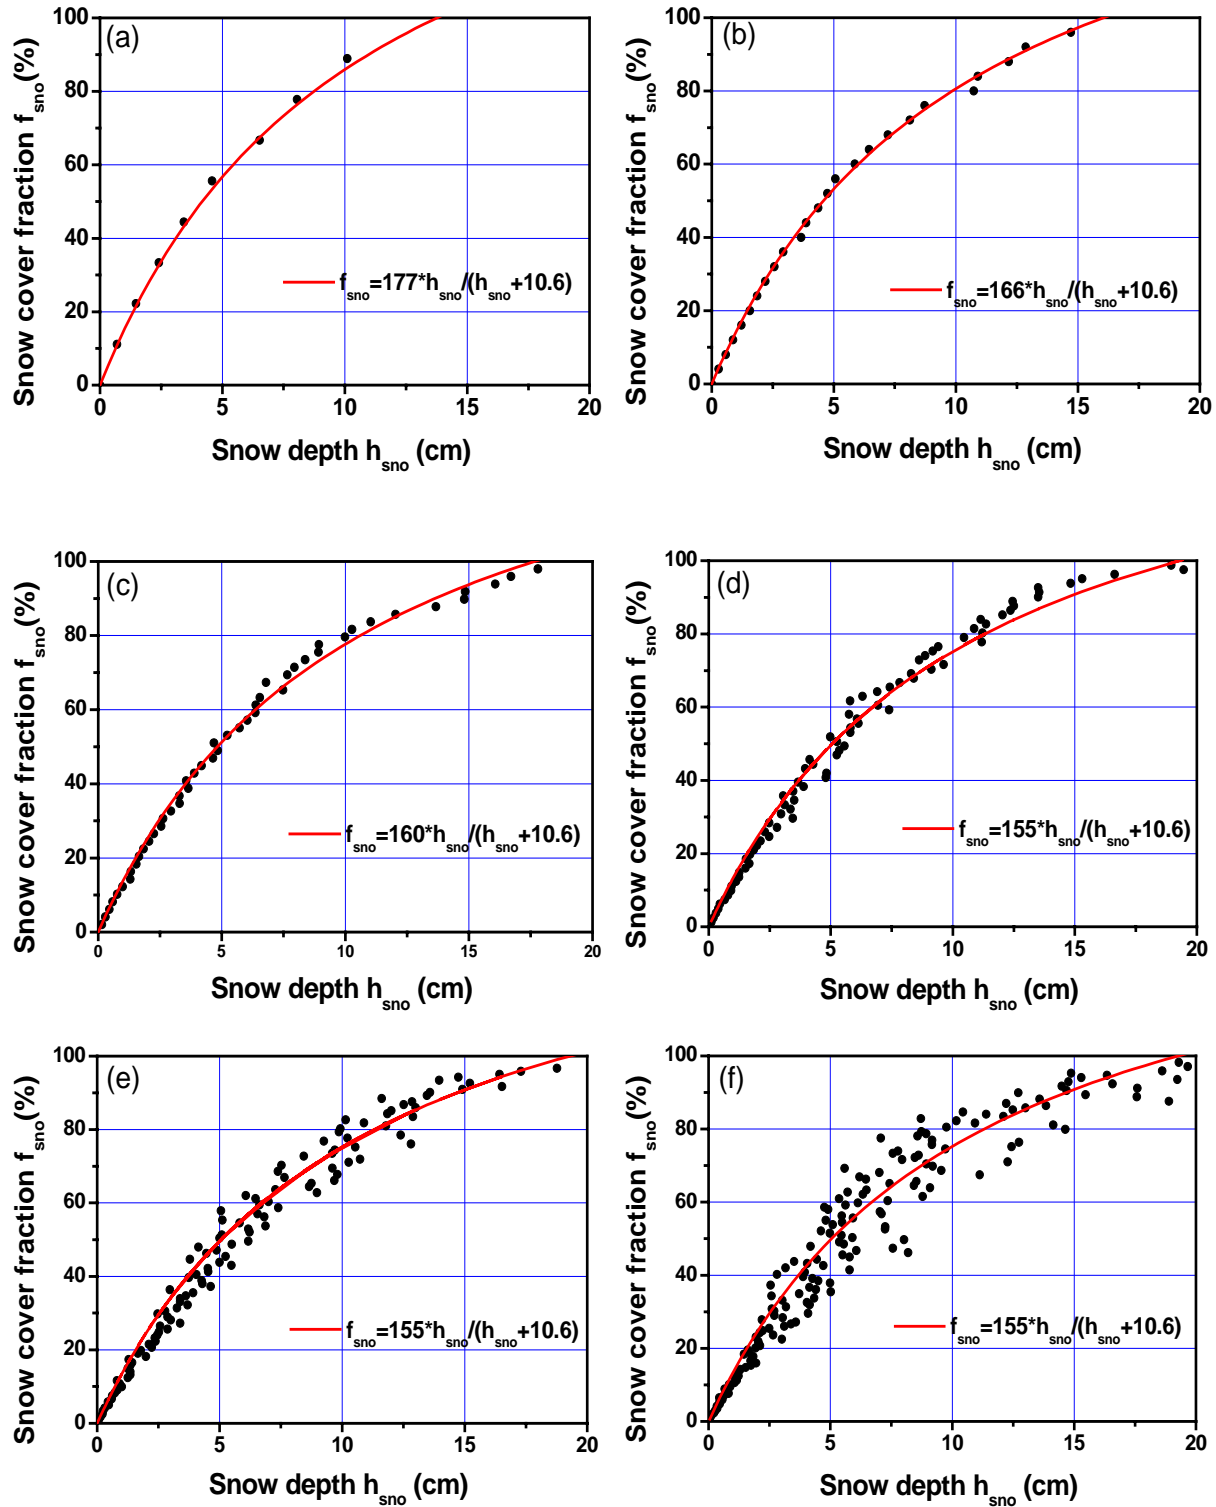 (a)
Snow cover fraction f_sno(%)
100
80
60
40
20
0
f_sno=177*h_sno/(h_sno+10.6)
0 5 10 15 20
Snow depth h_sno (cm)
(b)
Snow cover fraction f_sno(%)
100
80
60
40
20
0
f_sno=166*h_sno/(h_sno+10.6)
0 5 10 15 20
Snow depth h_sno (cm)
(c)
Snow cover fraction f_sno(%)
100
80
60
40
20
0
f_sno=160*h_sno/(h_sno+10.6)
0 5 10 15 20
Snow depth h_sno (cm)
(d)
Snow cover fraction f_sno(%)
100
80
60
40
20
0
f_sno=155*h_sno/(h_sno+10.6)
0 5 10 15 20
Snow depth h_sno (cm)
(e)
Snow cover fraction f_sno(%)
100
80
60
40
20
0
f_sno=155*h_sno/(h_sno+10.6)
0 5 10 15 20
Snow depth h_sno (cm)
(f)
Snow cover fraction f_sno(%)
100
80
60
40
20
0
f_sno=155*h_sno/(h_sno+10.6)
0 5 10 15 20
Snow depth h_sno (cm)